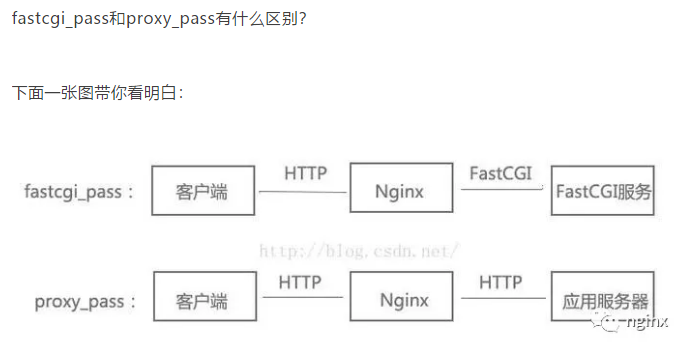 fastcgi_pass和proxy_pass有什么区别?
下面一张图带你看明白:
HTTP FastCGI
fastcgi_pass : 客户端 Nginx FastCGI服务
http://blog.csdn.net/
HTTP HTTP
proxy_pass : 客户端 Nginx 应用服务器
nginx